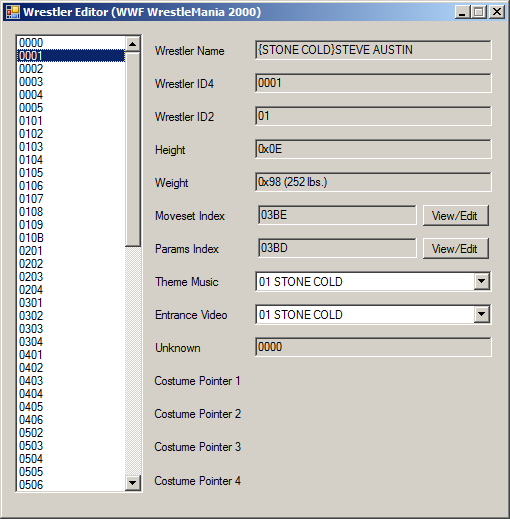 Wrestler Editor (WWF WrestleMania 2000)
0000
0001
0002
0003
0004
0005
0101
0102
0103
0104
0105
0106
0107
0108
0109
010B
0201
0202
0203
0204
0301
0302
0303
0304
0401
0402
0403
0404
0405
0406
0502
0503
0504
0505
0506
Wrestler Name {STONE COLD}STEVE AUSTIN
Wrestler ID4 0001
Wrestler ID2 01
Height 0x0E
Weight 0x98 (252 lbs.)
Moveset Index 03BE View/Edit
Params Index 03BD View/Edit
Theme Music 01 STONE COLD
Entrance Video 01 STONE COLD
Unknown 0000
Costume Pointer 1
Costume Pointer 2
Costume Pointer 3
Costume Pointer 4